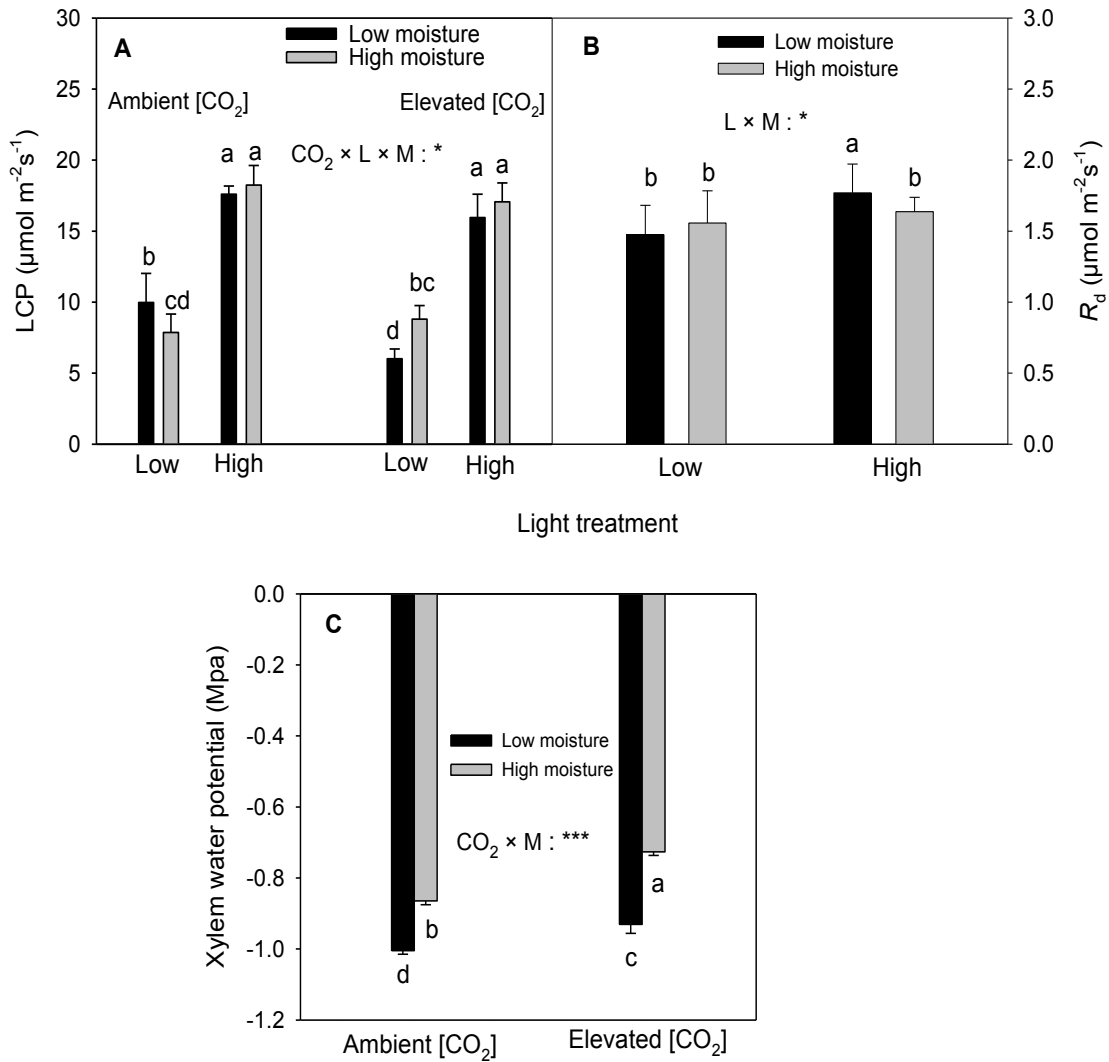 A
Low moisture
High moisture
Ambient [CO₂]
Elevated [CO₂]
CO₂ × L × M : *
a a
a a
b
cd
d
bc
LCP (μmol m⁻²s⁻¹)
30
25
20
15
10
5
0
Low High
Low High
B
Low moisture
High moisture
L × M : *
b b
a
b
3.0
2.5
2.0
1.5
1.0
0.5
0.0
R_d (μmol m⁻²s⁻¹)
Low High
Light treatment
C
Low moisture
High moisture
CO₂ × M : ***
d
b
c
a
Xylem water potential (Mpa)
0.0
-0.2
-0.4
-0.6
-0.8
-1.0
-1.2
Ambient [CO₂] Elevated [CO₂]